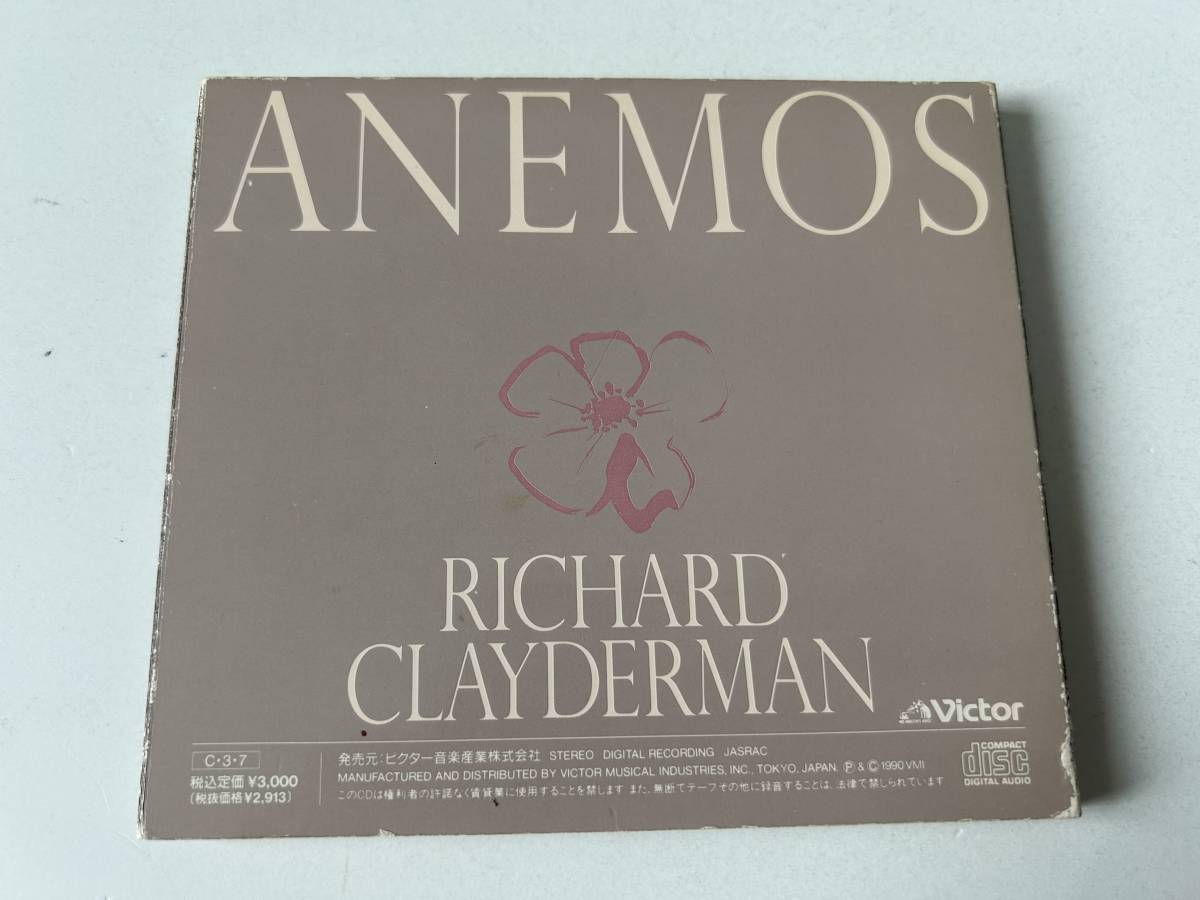 ANEMOS
RICHARD
CLAYDERMAN
Victor
C・3・7
税込定価 ¥3,000
(税抜価格¥2,913)
発売元:ビクター音楽産業株式会社 STEREO DIGITAL RECORDING JASRAC
MANUFACTURED AND DISTRIBUTED BY VICTOR MUSICAL INDUSTRIES, INC., TOKYO, JAPAN. Ⓟ & © 1990 VMI
このCDは権利者の許諾なく賃貸業に使用することを禁します また、無断てテーフその他に録音することは、法律て禁しられています
COMPACT
disc
DIGITAL AUDIO